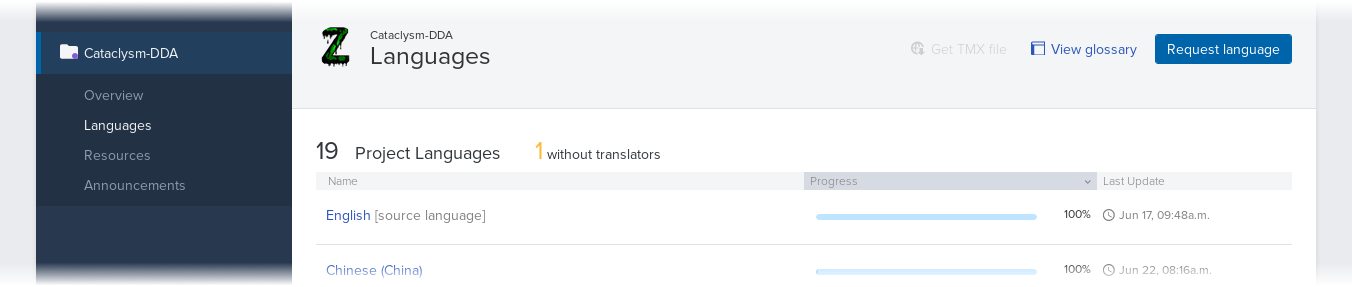 Cataclysm-DDA
Overview
Languages
Resources
Announcements
Cataclysm-DDA
Languages
Get TMX file
View glossary
Request language
19 Project Languages 1 without translators
Name Progress Last Update
English [source language] 100% Jun 17, 09:48a.m.
Chinese (China) 100% Jun 22, 08:16a.m.